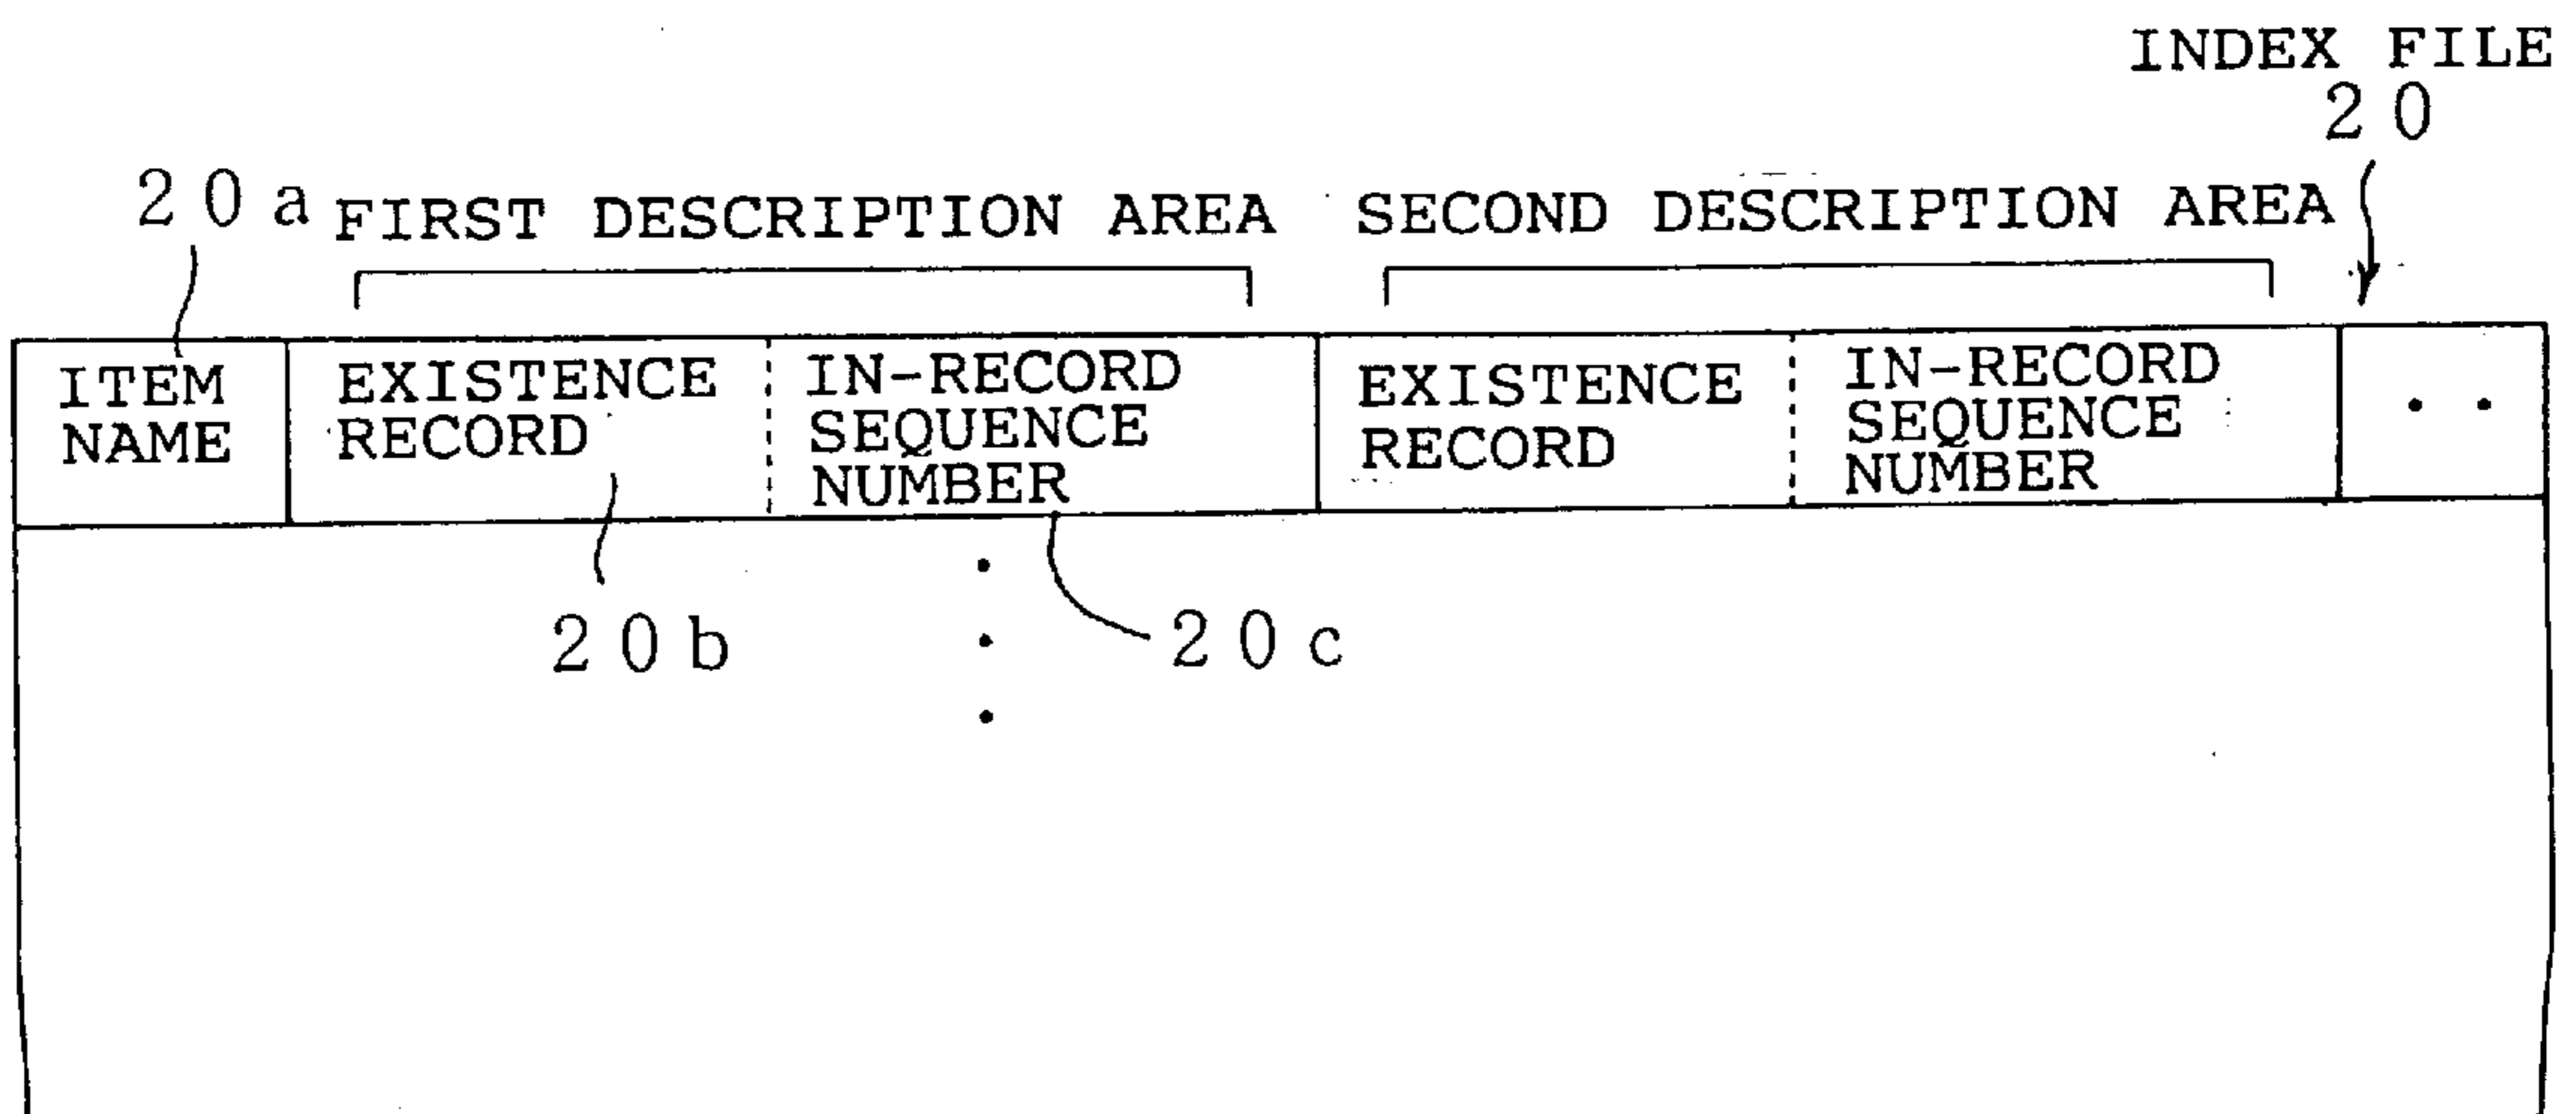 INDEX FILE
20
20a
FIRST DESCRIPTION AREA
SECOND DESCRIPTION AREA
ITEM
NAME
EXISTENCE
RECORD
IN-RECORD
SEQUENCE
NUMBER
EXISTENCE
RECORD
IN-RECORD
SEQUENCE
NUMBER
20b
20c